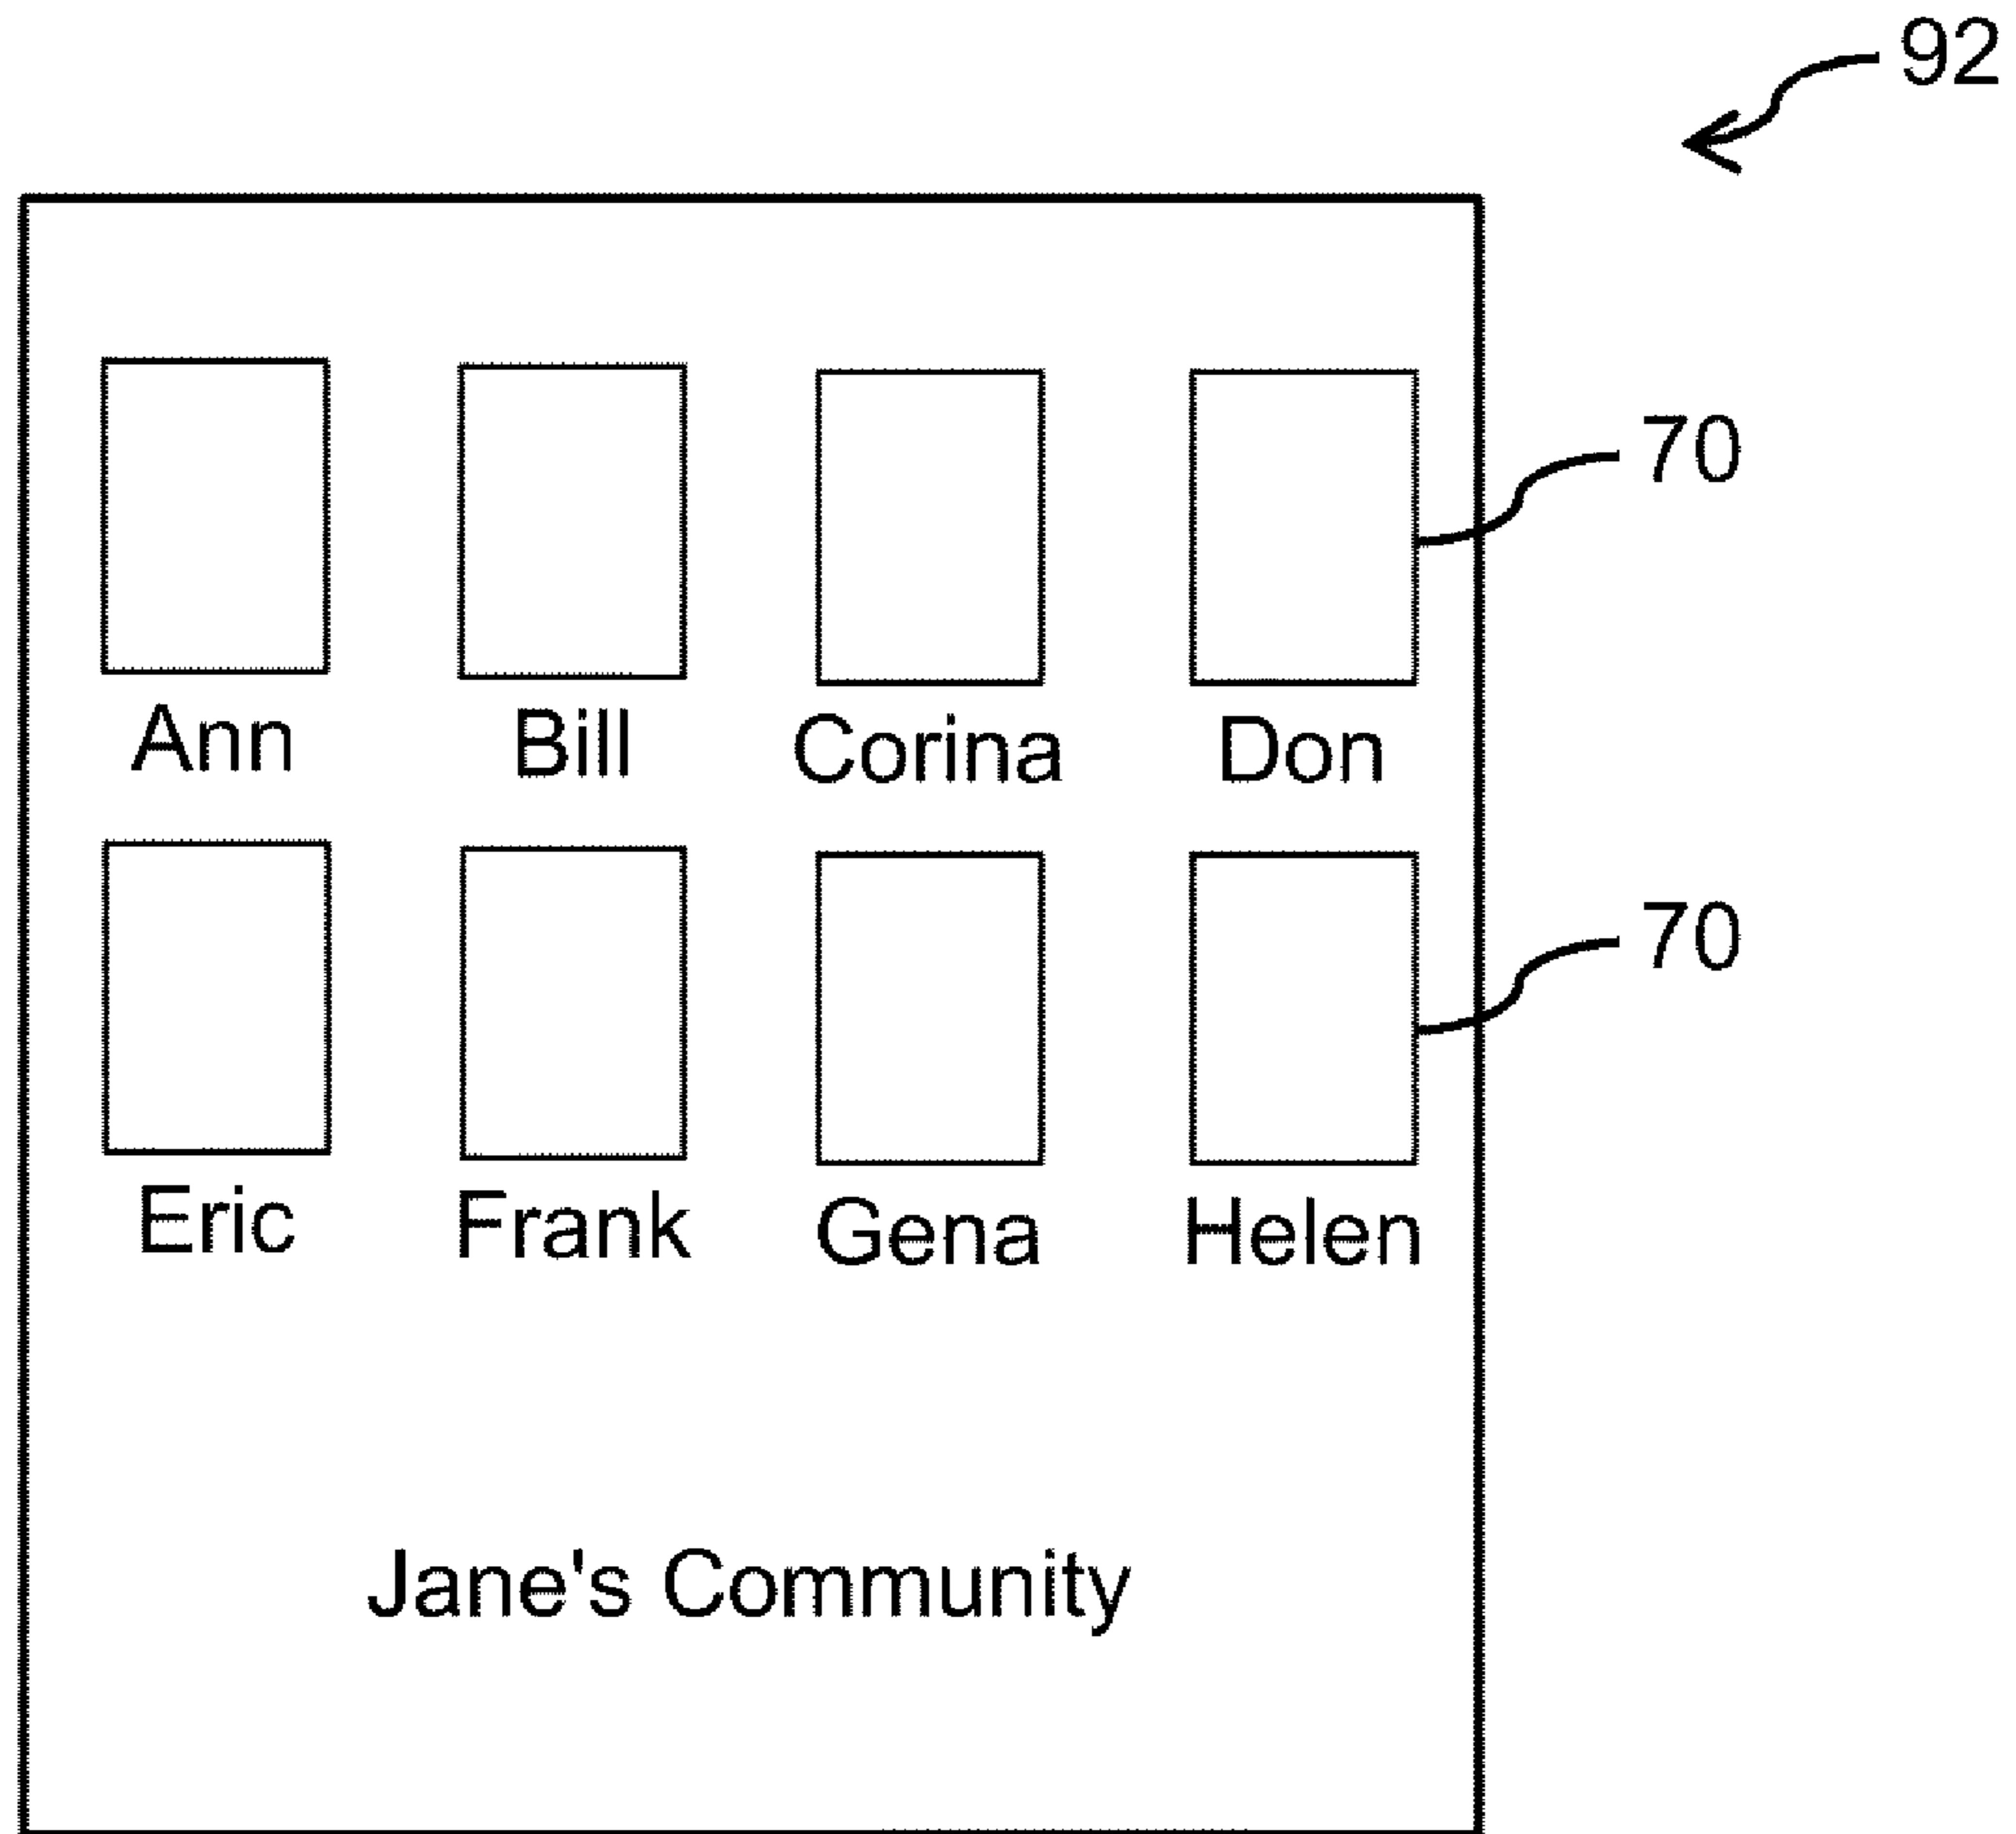 92
70
Ann Bill Corina Don
70
Eric Frank Gena Helen
Jane's Community